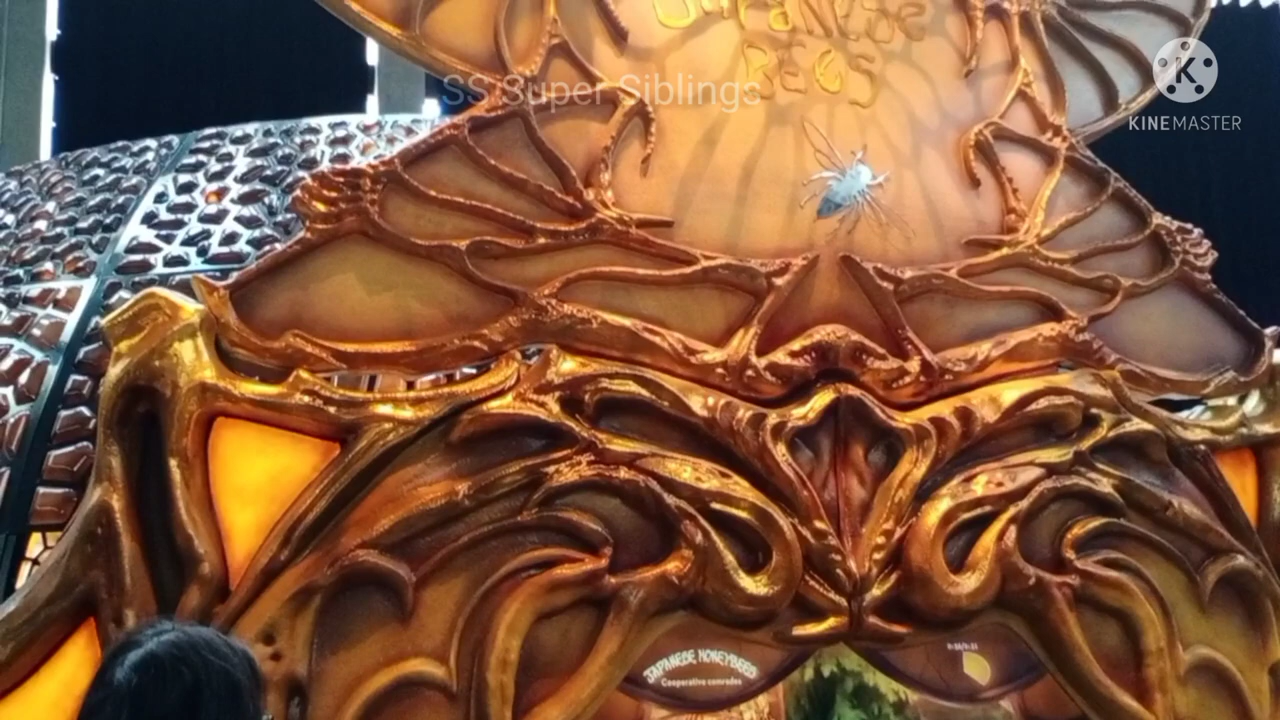 Japanese
BEES
SS Super Siblings
K
KINEMASTER
JAPANESE HONEYBEES
Cooperative comrades